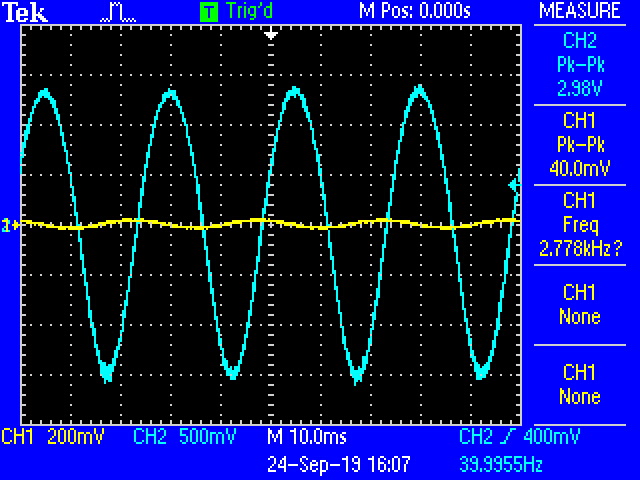 Tek T Trig'd M Pos: 0.000s MEASURE
CH2
Pk-Pk
2.98V
CH1
Pk-Pk
40.0mV
CH1
Freq
2.778kHz?
CH1
None
CH1
None
CH1 200mV CH2 500mV M 10.0ms CH2 400mV
24-Sep-19 16:07 39.9955Hz